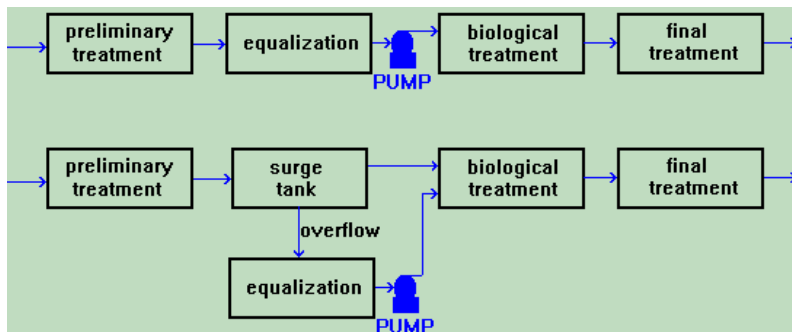 preliminary
treatment
equalization
PUMP
biological
treatment
final
treatment
preliminary
treatment
surge
tank
biological
treatment
final
treatment
overflow
equalization
PUMP